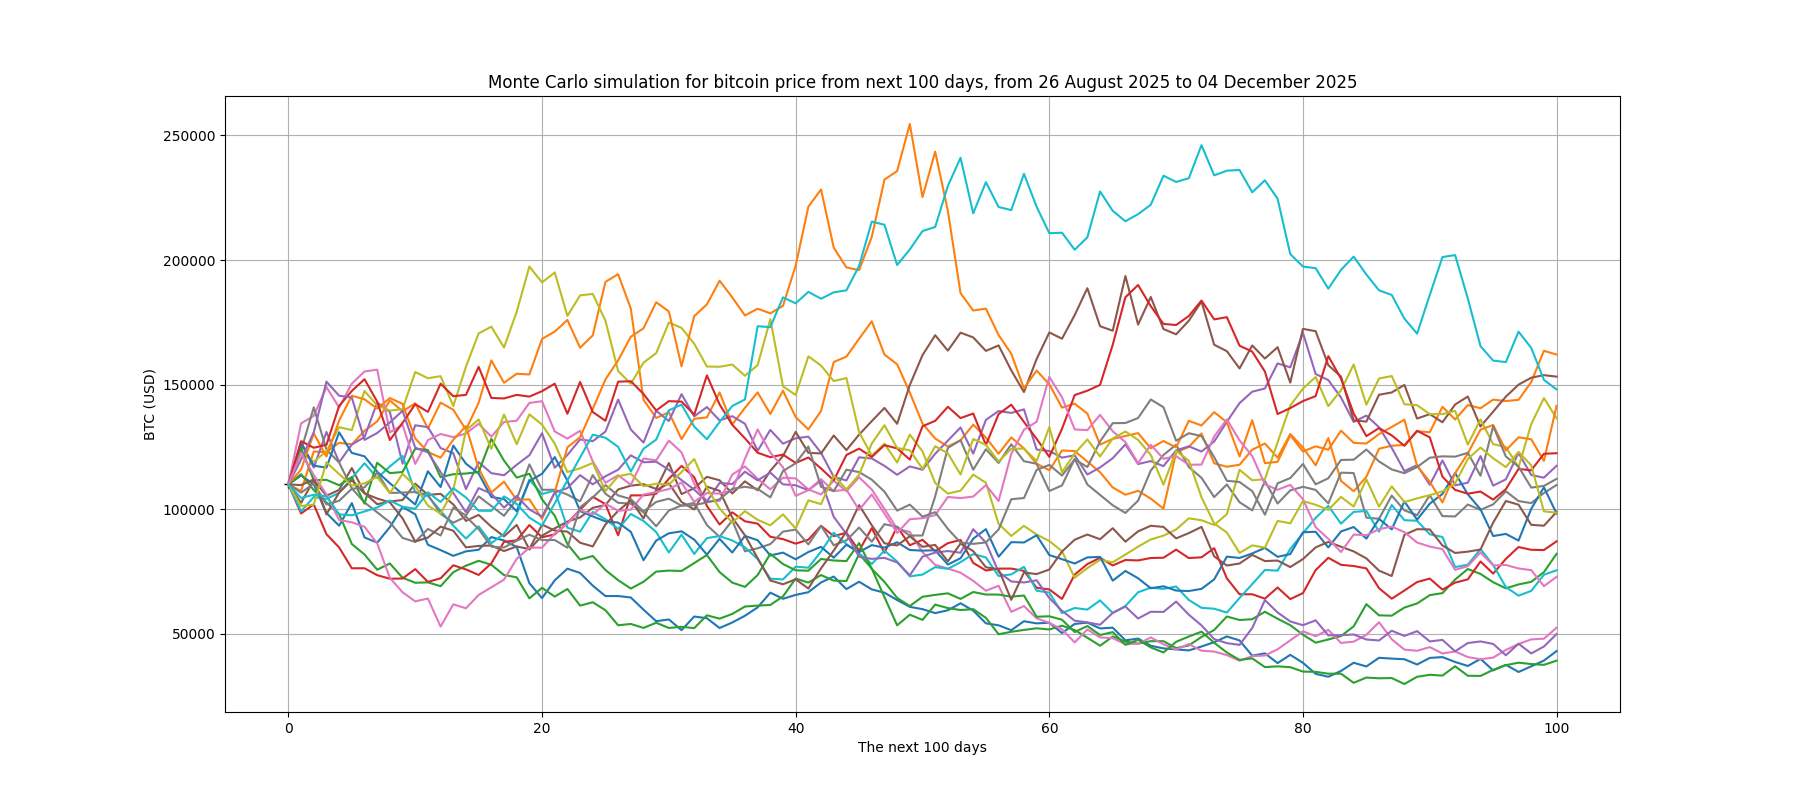 Monte Carlo simulation for bitcoin price from next 100 days, from 26 August 2025 to 04 December 2025
250000
200000
150000
100000
50000
BTC (USD)
0 20 40 60 80 100
The next 100 days